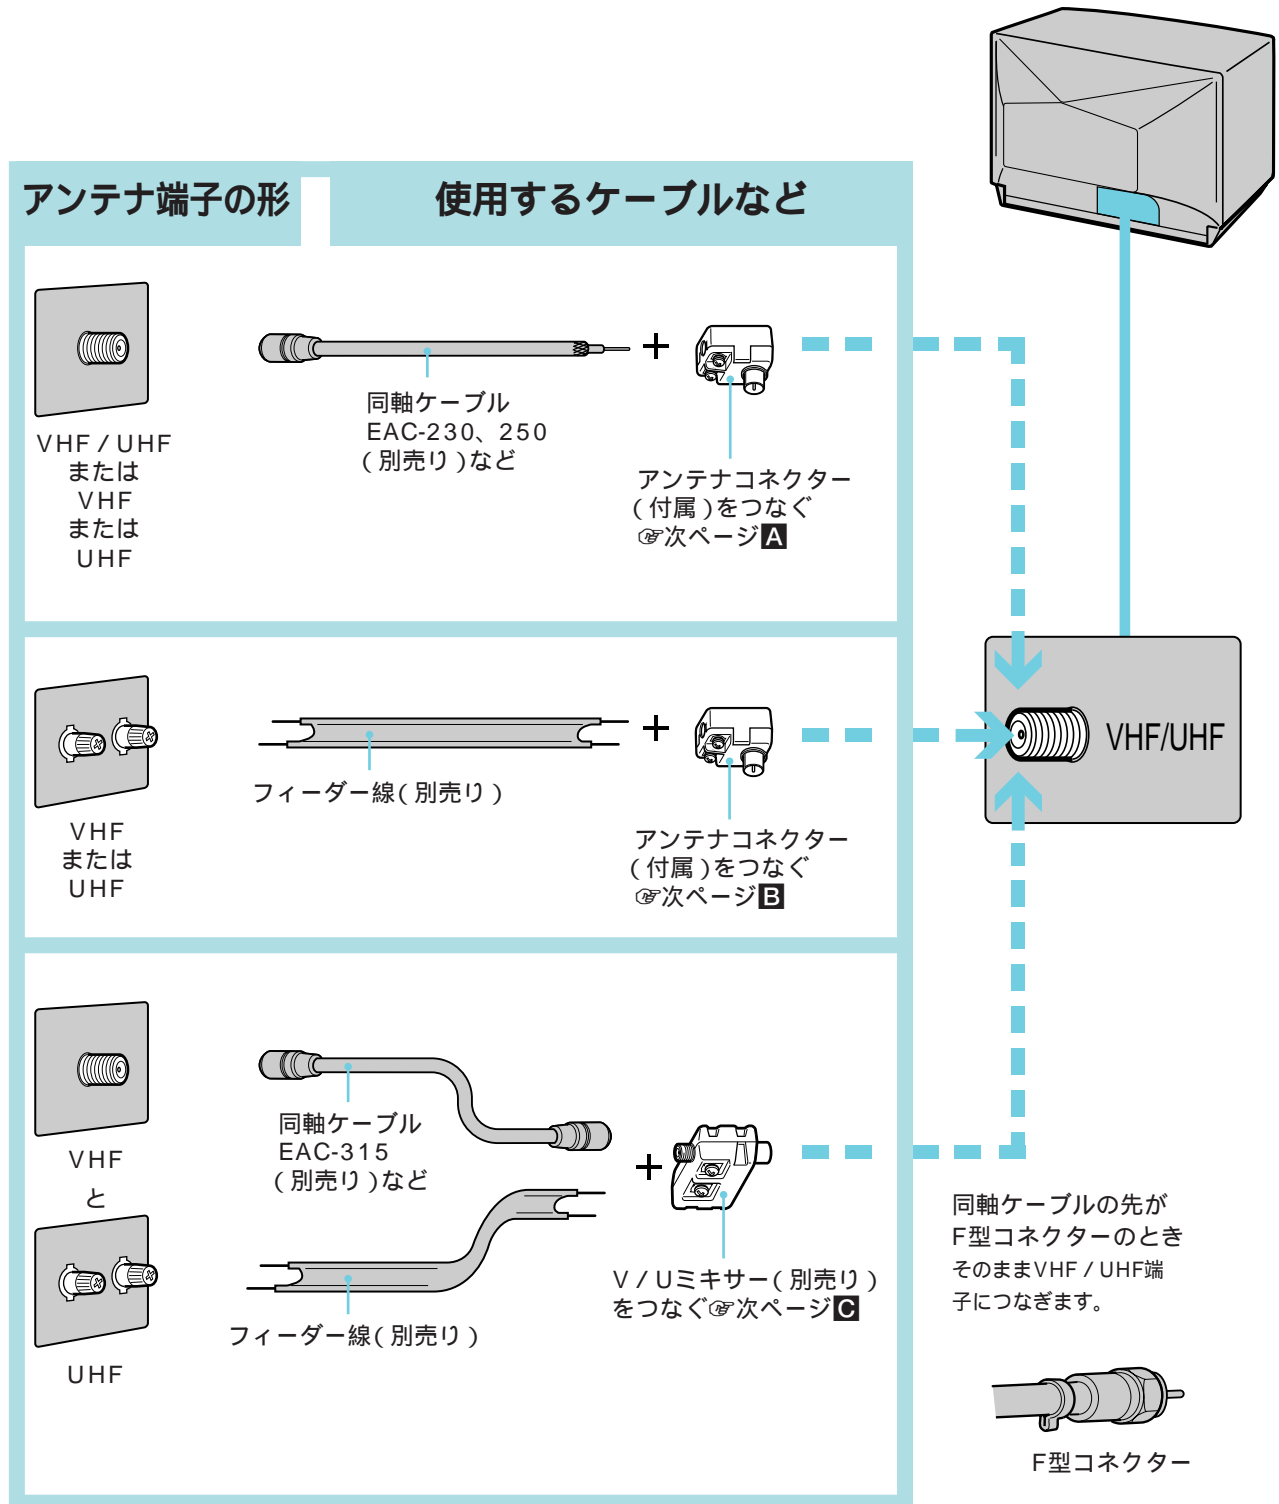 アンテナ端子の形
使用するケーブルなど
VHF / UHF
または
VHF
または
UHF
同軸ケーブル
EAC-230、250
(別売り)など
アンテナコネクター
(付属)をつなぐ
☞次ページA
VHF
または
UHF
フィーダー線(別売り)
アンテナコネクター
(付属)をつなぐ
☞次ページB
VHF
と
UHF
同軸ケーブル
EAC-315
(別売り)など
フィーダー線(別売り)
V / Uミキサー(別売り)
をつなぐ☞次ページC
VHF/UHF
同軸ケーブルの先が
F型コネクターのとき
そのままVHF / UHF端
子につなぎます。
F型コネクター